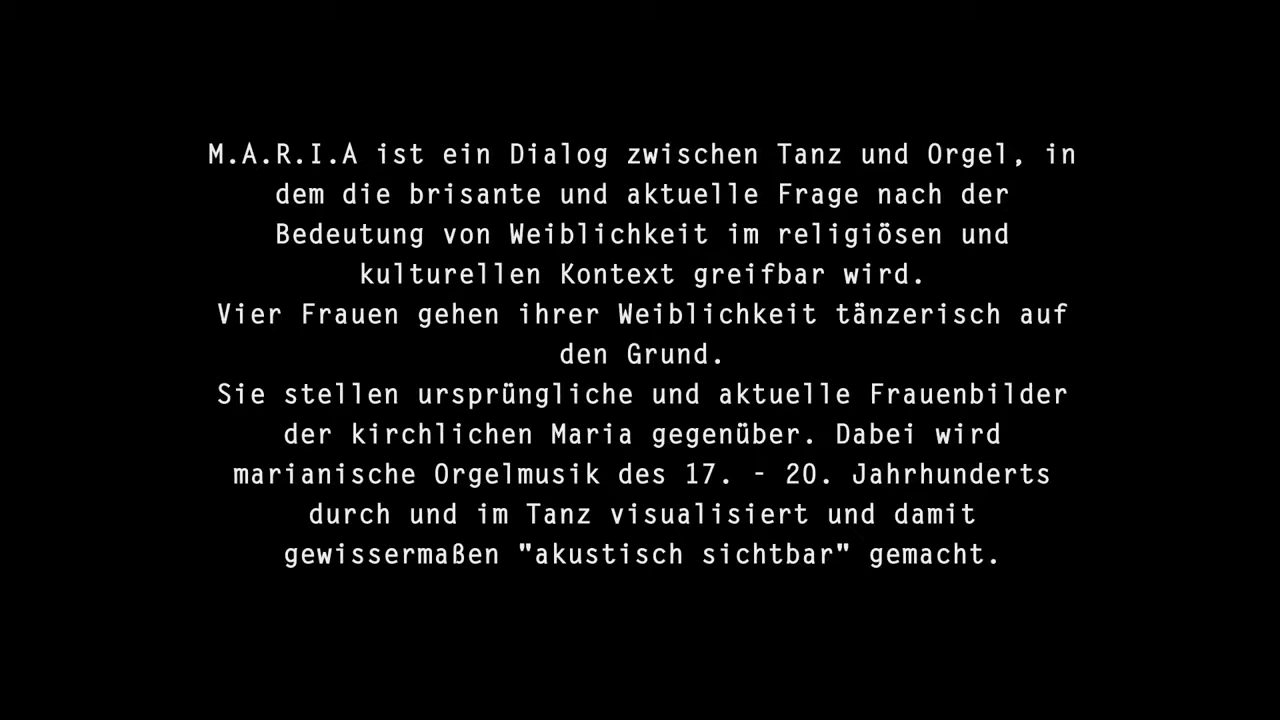 M.A.R.I.A ist ein Dialog zwischen Tanz und Orgel, in
dem die brisante und aktuelle Frage nach der
Bedeutung von Weiblichkeit im religiösen und
kulturellen Kontext greifbar wird.
Vier Frauen gehen ihrer Weiblichkeit tänzerisch auf
den Grund.
Sie stellen ursprüngliche und aktuelle Frauenbilder
der kirchlichen Maria gegenüber. Dabei wird
marianische Orgelmusik des 17. - 20. Jahrhunderts
durch und im Tanz visualisiert und damit
gewissermaßen "akustisch sichtbar" gemacht.